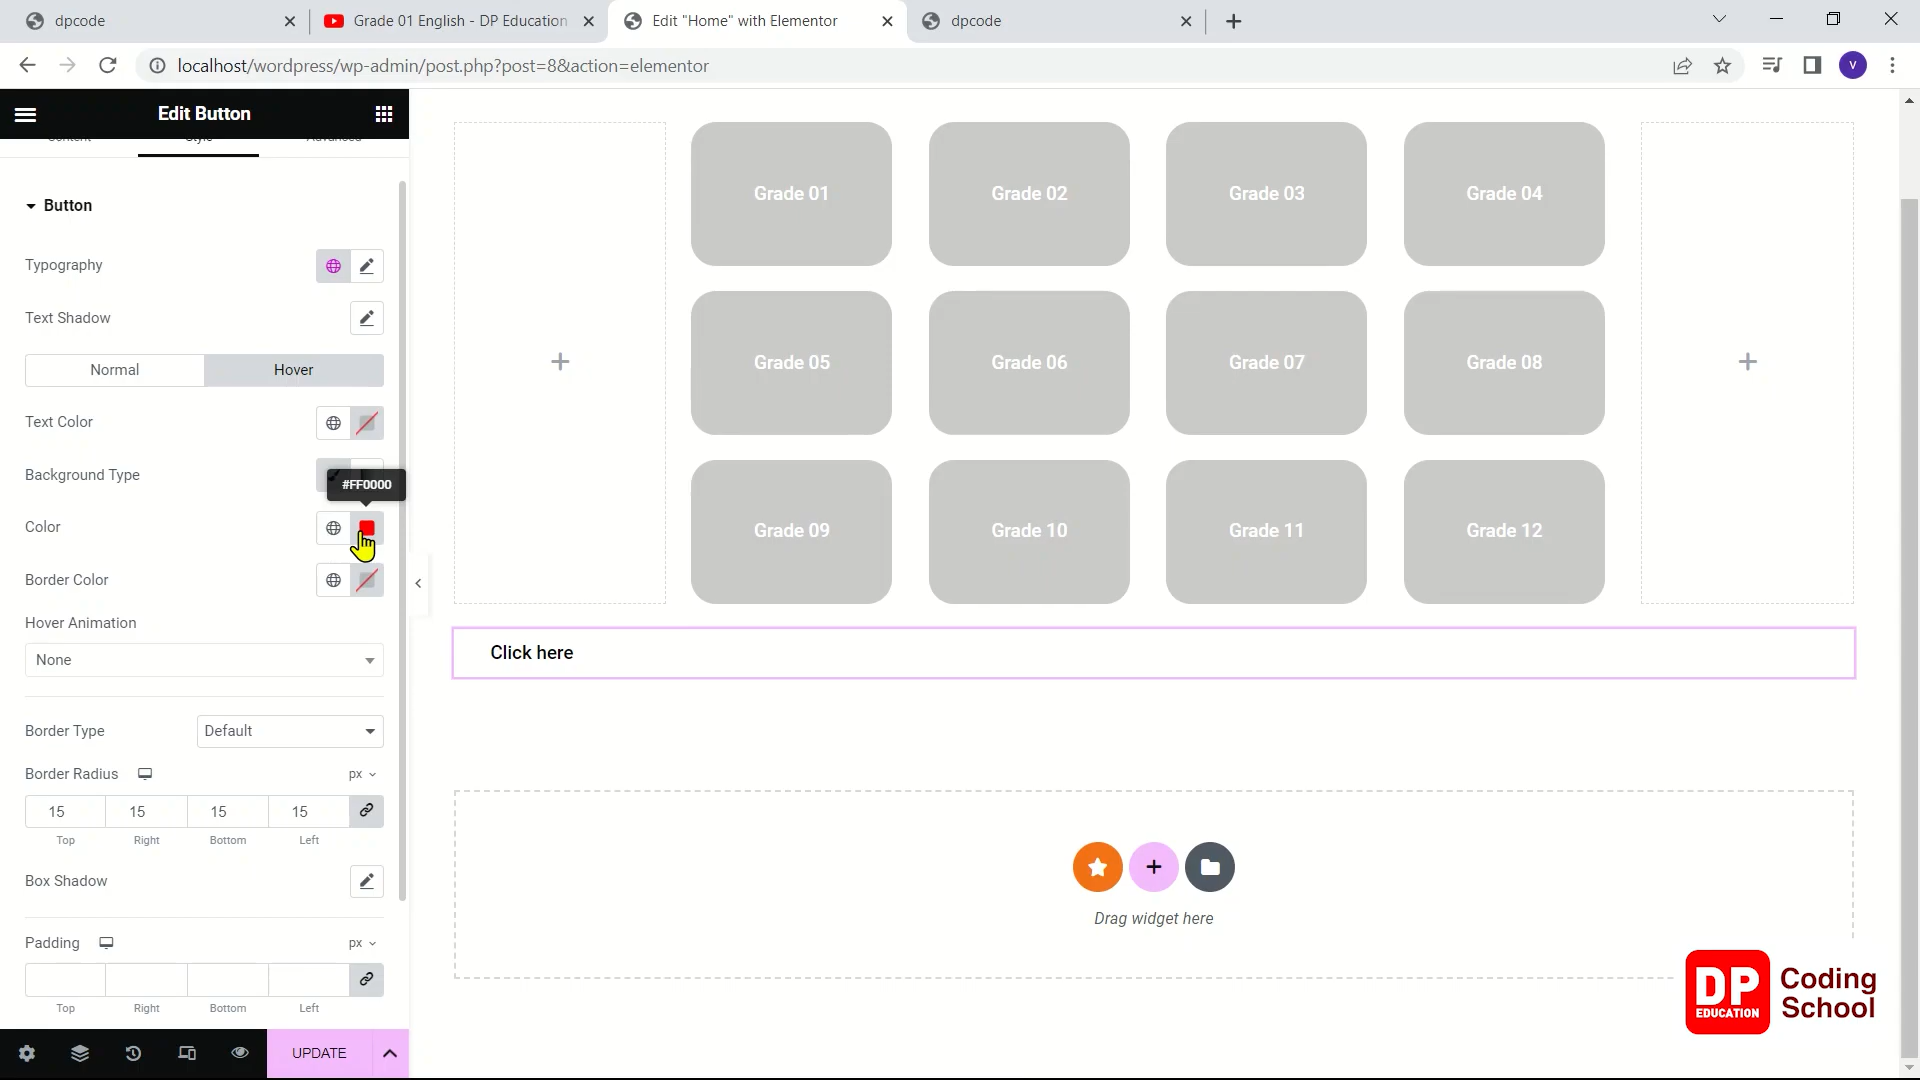 dpcode
Grade 01 English - DP Education
Edit "Home" with Elementor
dpcode
localhost/wordpress/wp-admin/post.php?post=8&action=elementor
V
Edit Button
Content
Style
Advanced
Button
Typography
Text Shadow
Normal
Hover
Text Color
Background Type
#FF0000
Color
Border Color
Hover Animation
None
Border Type
Default
Border Radius
px
15
15
15
15
Top
Right
Bottom
Left
Box Shadow
Padding
px
Top
Right
Bottom
Left
UPDATE
Grade 01
Grade 02
Grade 03
Grade 04
Grade 05
Grade 06
Grade 07
Grade 08
Grade 09
Grade 10
Grade 11
Grade 12
Click here
Drag widget here
DP
EDUCATION
Coding
School